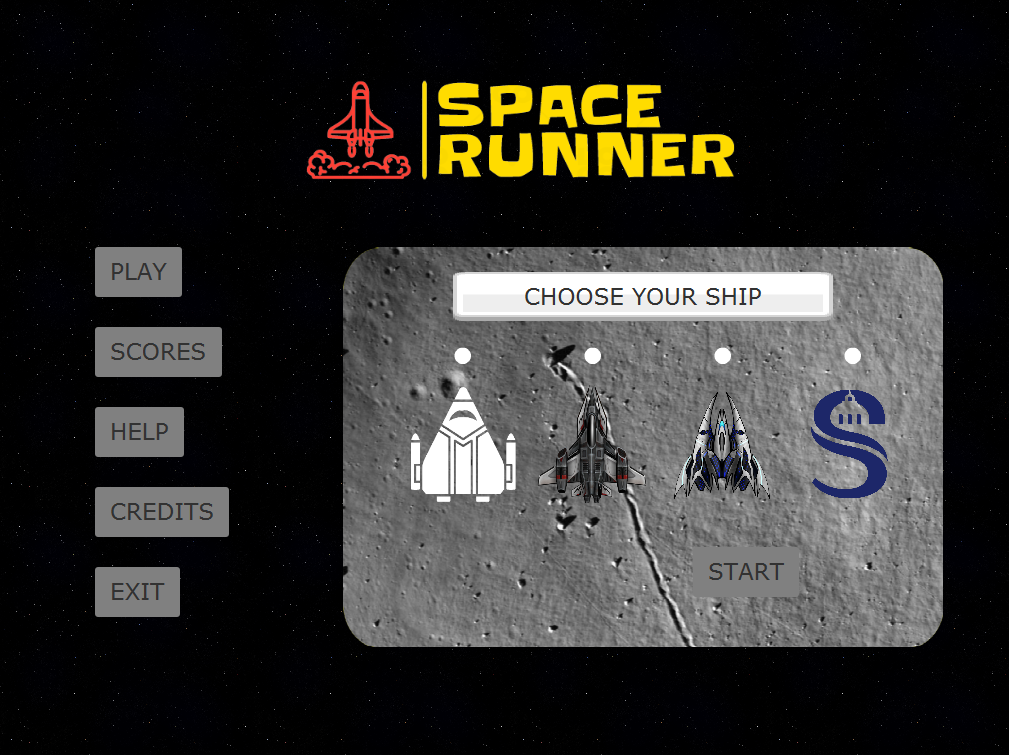 SPACE
RUNNER
PLAY
SCORES
HELP
CREDITS
EXIT
CHOOSE YOUR SHIP
START